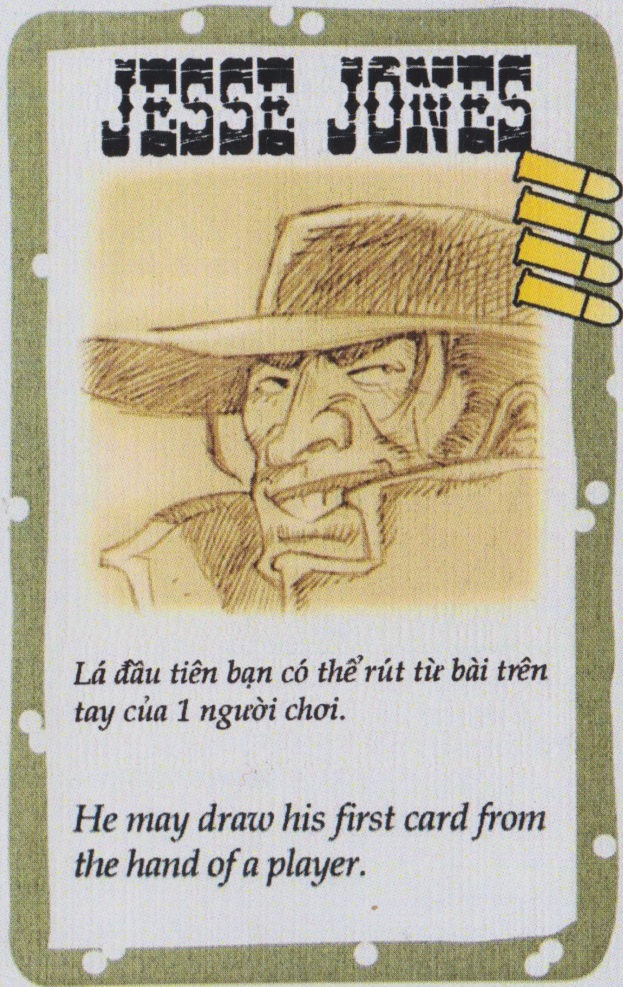 JESSE JONES
Lá đầu tiên bạn có thể rút từ bài trên
tay của 1 người chơi.
He may draw his first card from
the hand of a player.